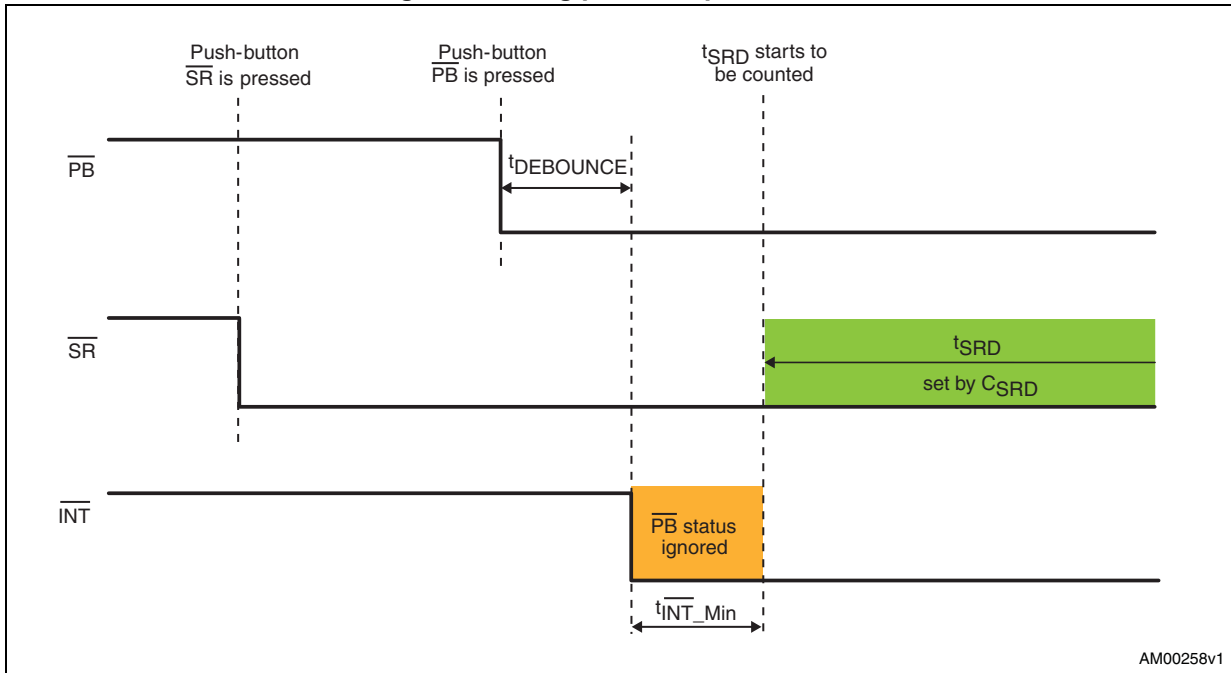 Push-button
SR is pressed
Push-button
PB is pressed
tSRD starts to
be counted
PB
tDEBOUNCE
SR
tSRD
set by CSRD
INT
PB status
ignored
tINT_Min
AM00258v1